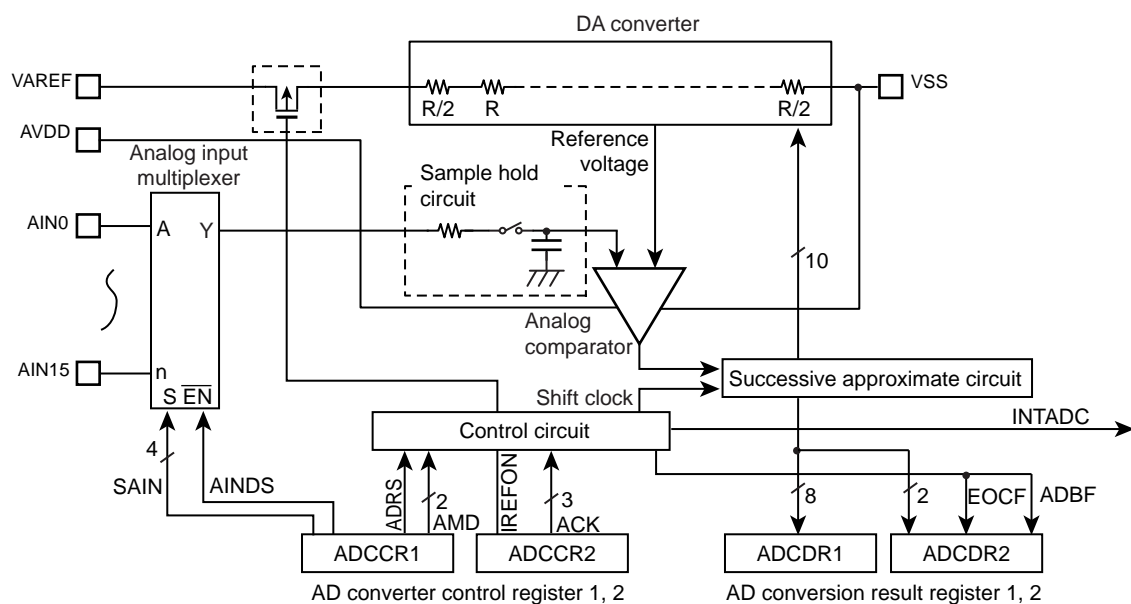 DA converter
VAREF
R/2
R
R/2
VSS
AVDD
Analog input
multiplexer
Reference
voltage
Sample hold
circuit
AIN0
A
Y
10
Analog
comparator
AIN15
n
S
EN
Successive approximate circuit
Shift clock
Control circuit
INTADC
4
SAIN
AINDS
ADRS
2
AMD
IREFON
3
ACK
8
2
EOCF
ADBF
ADCCR1
ADCCR2
ADCDR1
ADCDR2
AD converter control register 1, 2
AD conversion result register 1, 2